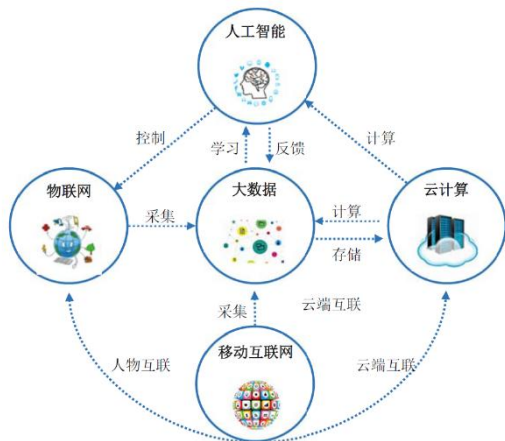 人工智能
控制
学习
反馈
计算
物联网
大数据
云计算
采集
计算
存储
采集
云端互联
人物互联
移动互联网
云端互联